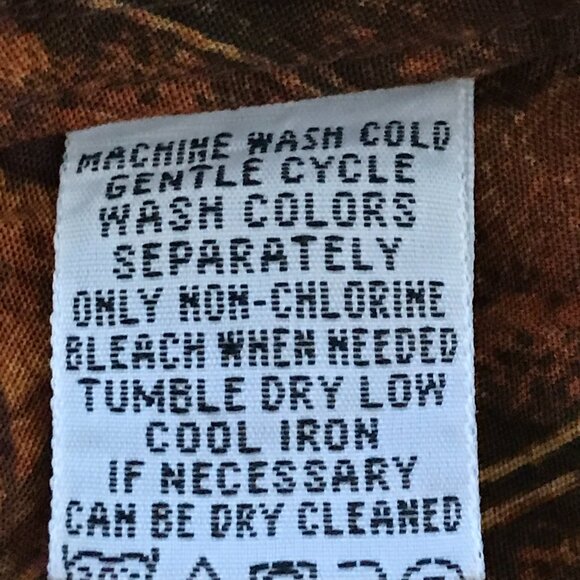 MACHINE WASH COLD
GENTLE CYCLE
WASH COLORS
SEPARATELY
ONLY NON-CHLORINE
BLEACH WHEN NEEDED
TUMBLE DRY LOW
COOL IRON
IF NECESSARY
CAN BE DRY CLEANED